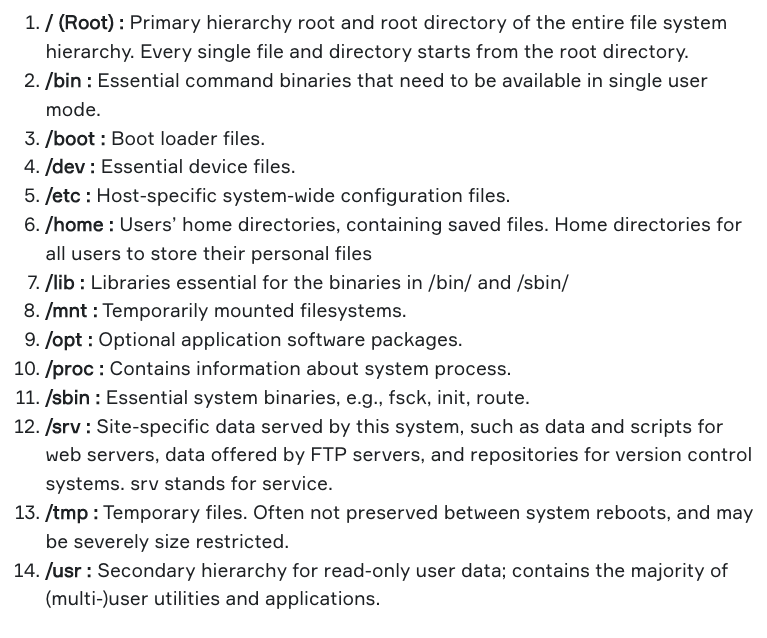 1. / (Root) : Primary hierarchy root and root directory of the entire file system
hierarchy. Every single file and directory starts from the root directory.
2. /bin : Essential command binaries that need to be available in single user
mode.
3. /boot : Boot loader files.
4. /dev : Essential device files.
5. /etc : Host-specific system-wide configuration files.
6. /home : Users’ home directories, containing saved files. Home directories for
all users to store their personal files
7. /lib : Libraries essential for the binaries in /bin/ and /sbin/
8. /mnt : Temporarily mounted filesystems.
9. /opt : Optional application software packages.
10. /proc : Contains information about system process.
11. /sbin : Essential system binaries, e.g., fsck, init, route.
12. /srv : Site-specific data served by this system, such as data and scripts for
web servers, data offered by FTP servers, and repositories for version control
systems. srv stands for service.
13. /tmp : Temporary files. Often not preserved between system reboots, and may
be severely size restricted.
14. /usr : Secondary hierarchy for read-only user data; contains the majority of
(multi-)user utilities and applications.